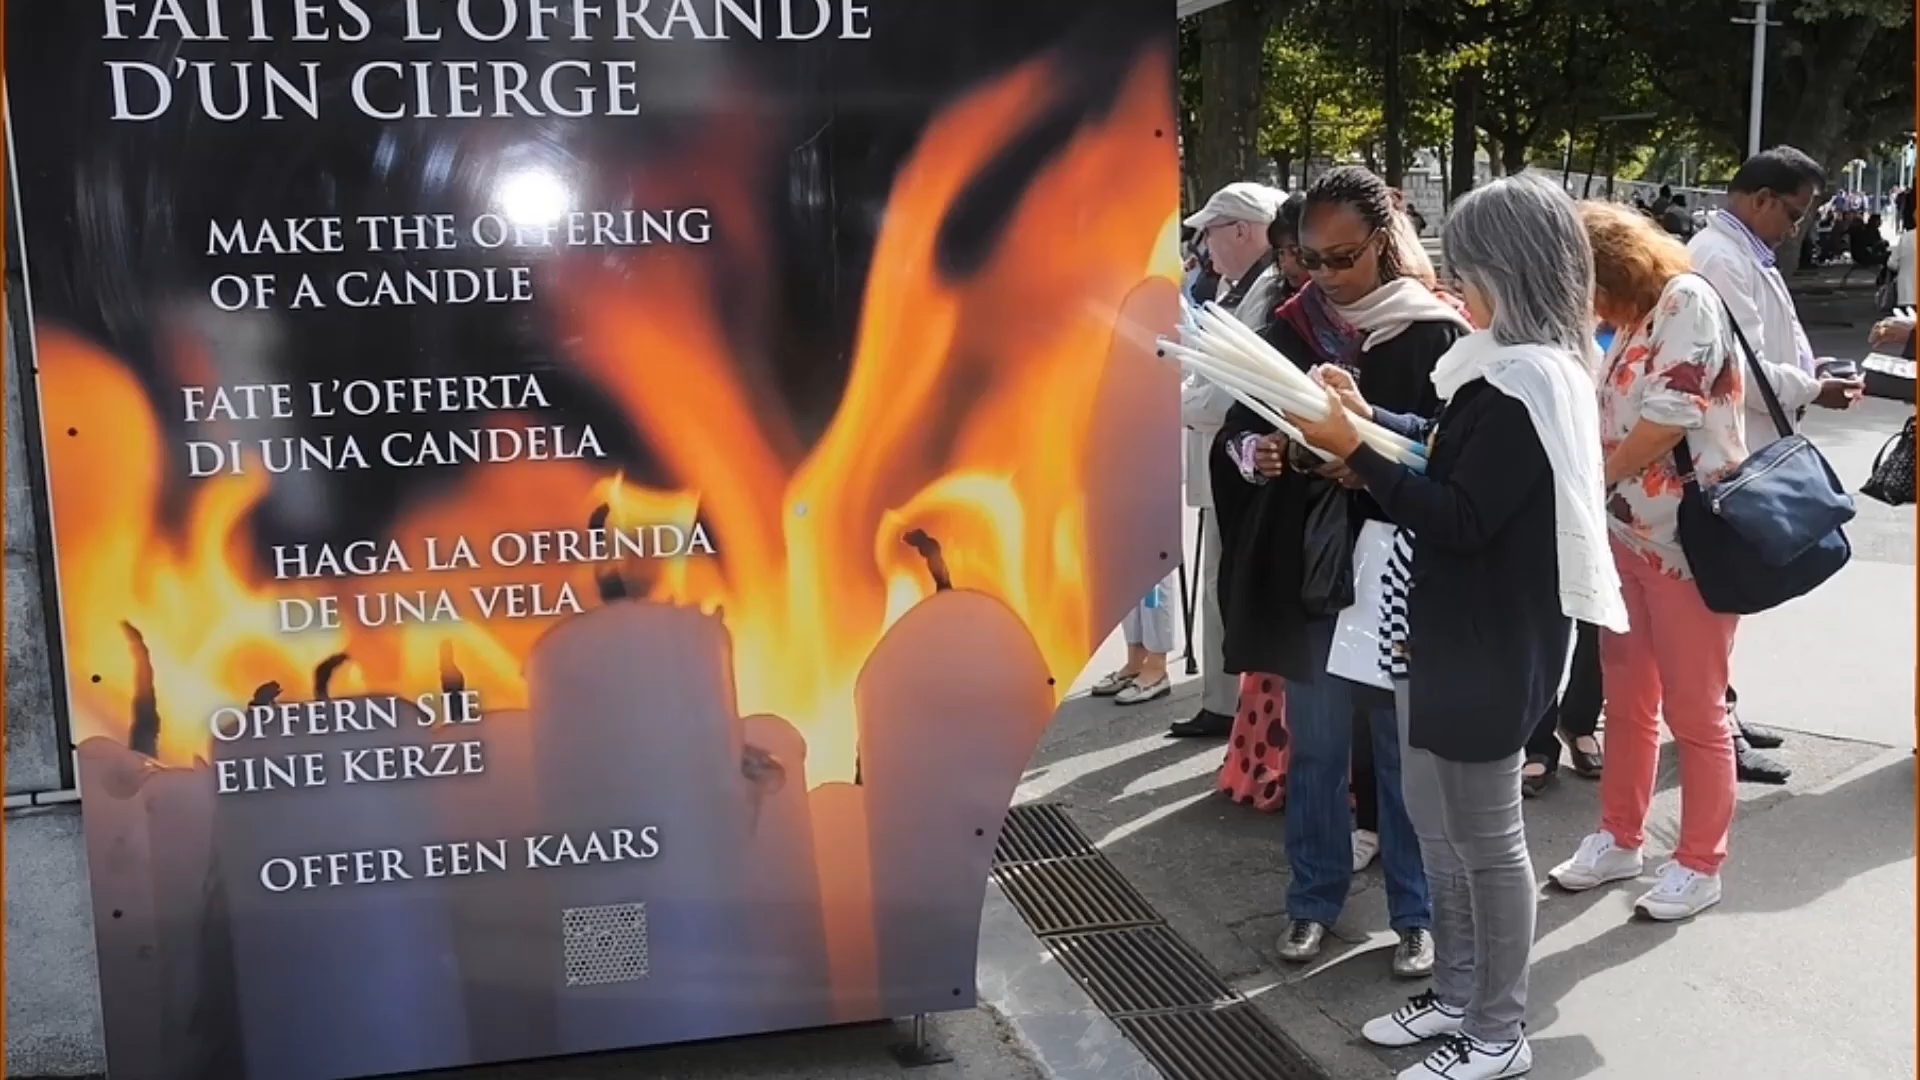 FAITES L'OFFRANDE
D'UN CIERGE
MAKE THE OFFERING
OF A CANDLE
FATE L'OFFERTA
DI UNA CANDELA
HAGA LA OFRENDA
DE UNA VELA
OPFERN SIE
EINE KERZE
OFFER EEN KAARS